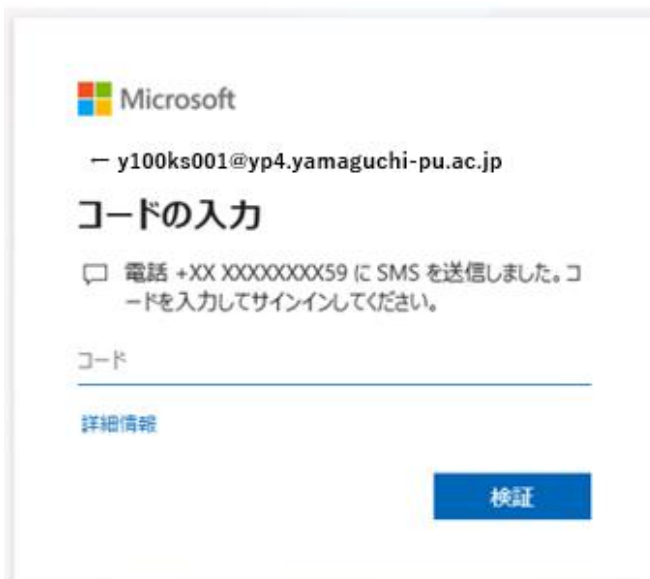 Microsoft
← y100ks001@yp4.yamaguchi-pu.ac.jp
コードの入力
電話 +XX XXXXXXXX59 に SMS を送信しました。コ
ードを入力してサインインしてください。
コード
詳細情報
検証